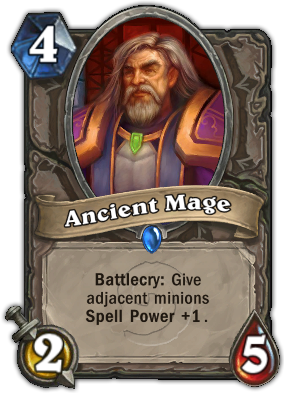 4
Ancient Mage
Battlecry: Give
adjacent minions
Spell Power +1 .
2
5